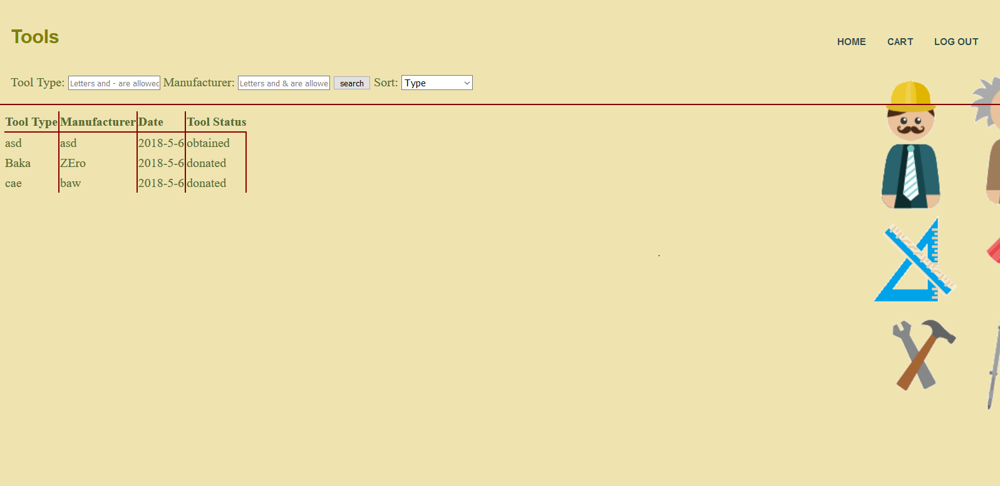 Tools
HOME CART LOG OUT
Tool Type: Letters and - are allowed Manufacturer: Letters and & are allowe search Sort: Type
Tool Type Manufacturer Date Tool Status
asd asd 2018-5-6 obtained
Baka ZEro 2018-5-6 donated
cae baw 2018-5-6 donated